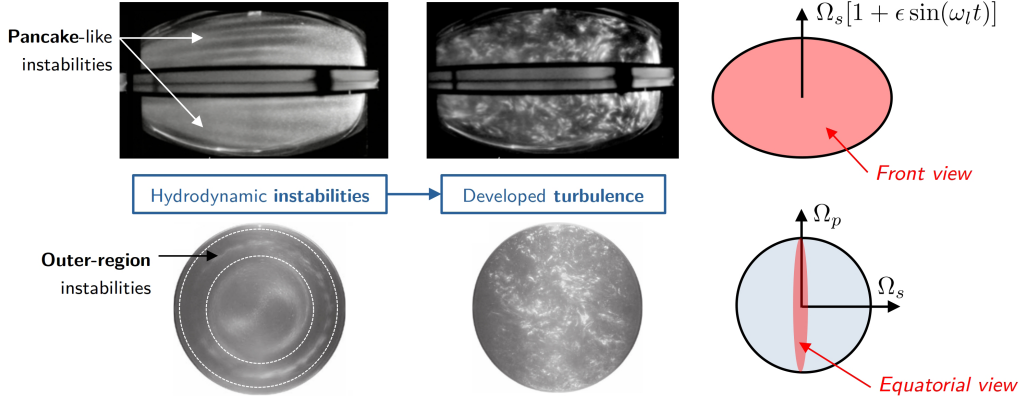 Pancake-like
instabilities
Ωₛ[1 + ϵ sin(ωₗt)]
Front view
Hydrodynamic instabilities
Developed turbulence
Outer-region
instabilities
Ωₚ
Ωₛ
Equatorial view